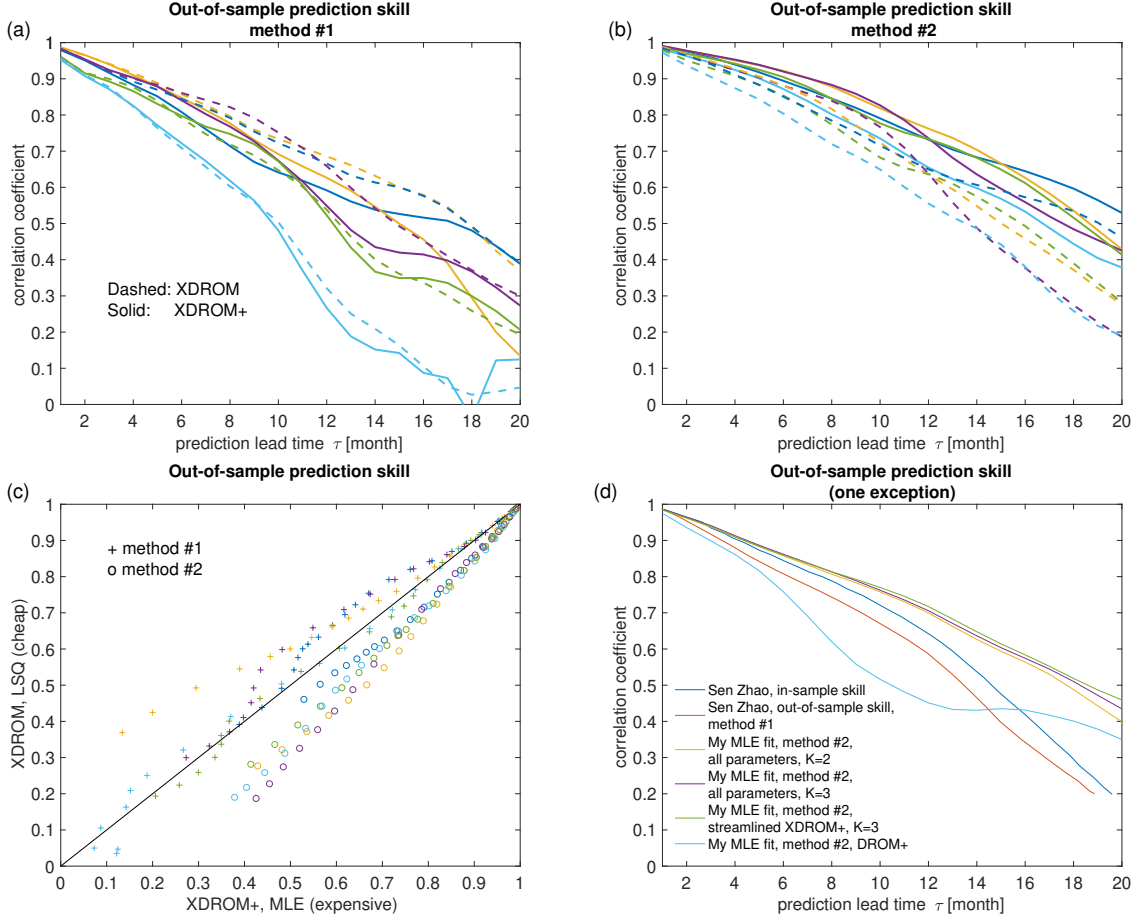 Out-of-sample prediction skill
method #1
(a)
1
0.9
0.8
0.7
0.6
0.5
0.4
0.3
0.2
0.1
0
correlation coefficient
Dashed: XDROM
Solid: XDROM+
2 4 6 8 10 12 14 16 18 20
prediction lead time τ [month]
Out-of-sample prediction skill
method #2
(b)
1
0.9
0.8
0.7
0.6
0.5
0.4
0.3
0.2
0.1
0
correlation coefficient
2 4 6 8 10 12 14 16 18 20
prediction lead time τ [month]
Out-of-sample prediction skill
(c)
1
0.9
0.8
0.7
0.6
0.5
0.4
0.3
0.2
0.1
0
XDROM, LSQ (cheap)
+ method #1
o method #2
0 0.1 0.2 0.3 0.4 0.5 0.6 0.7 0.8 0.9 1
XDROM+, MLE (expensive)
Out-of-sample prediction skill
(one exception)
(d)
1
0.9
0.8
0.7
0.6
0.5
0.4
0.3
0.2
0.1
0
correlation coefficient
Sen Zhao, in-sample skill
Sen Zhao, out-of-sample skill,
method #1
My MLE fit, method #2,
all parameters, K=2
My MLE fit, method #2,
all parameters, K=3
My MLE fit, method #2,
streamlined XDROM+, K=3
My MLE fit, method #2, DROM+
2 4 6 8 10 12 14 16 18 20
prediction lead time τ [month]